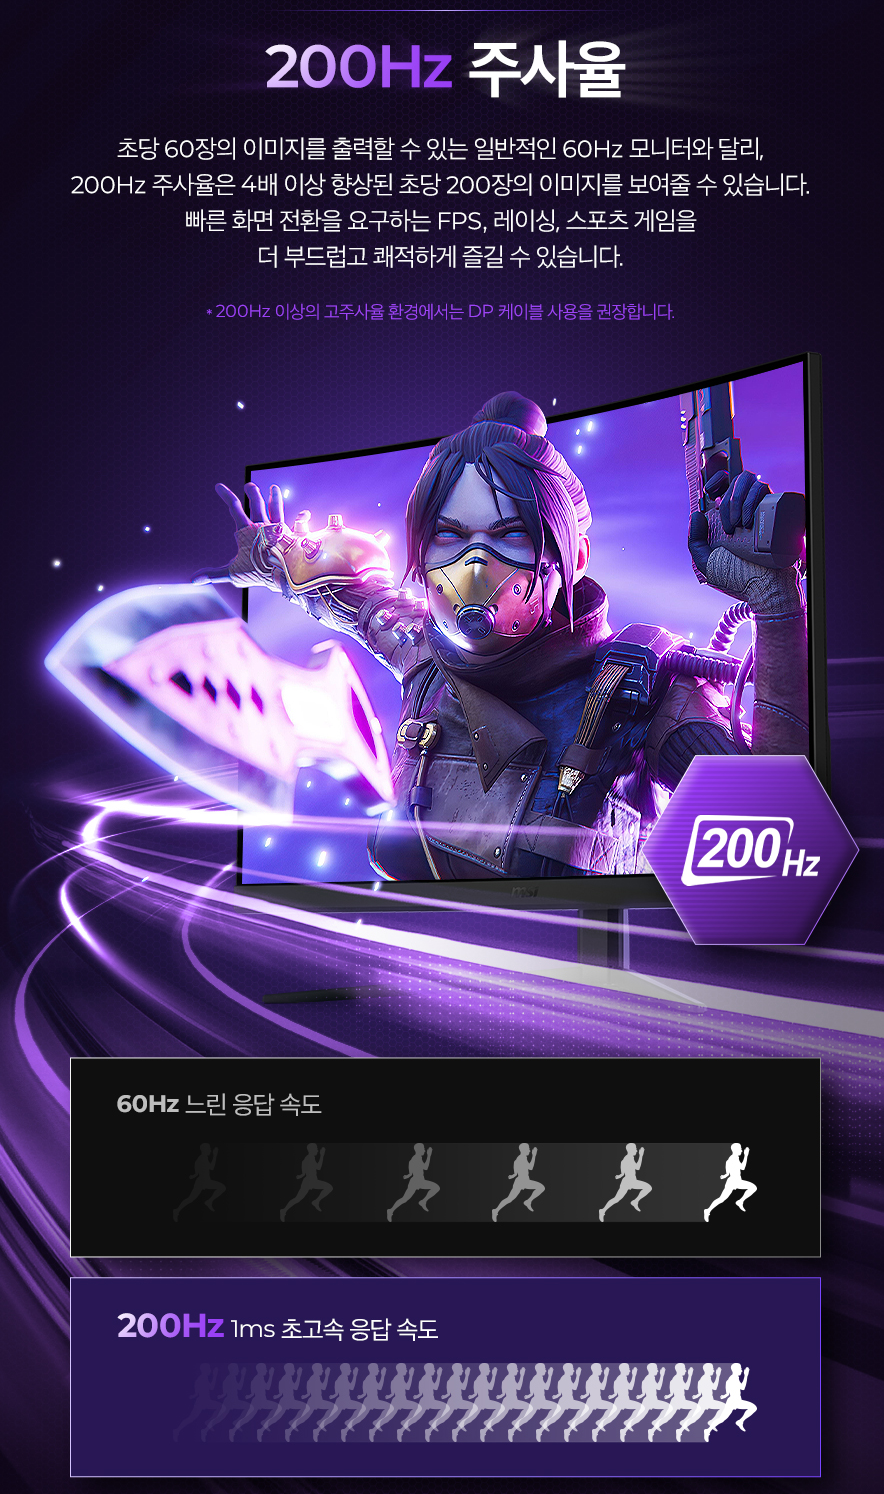 200Hz 주사율
초당 60장의 이미지를 출력할 수 있는 일반적인 60Hz 모니터와 달리,
200Hz 주사율은 4배 이상 향상된 초당 200장의 이미지를 보여줄 수 있습니다.
빠른 화면 전환을 요구하는 FPS, 레이싱, 스포츠 게임을
더 부드럽고 쾌적하게 즐길 수 있습니다.
* 200Hz 이상의 고주사율 환경에서는 DP 케이블 사용을 권장합니다.
200Hz
msi
60Hz 느린 응답 속도
200Hz 1ms 초고속 응답 속도